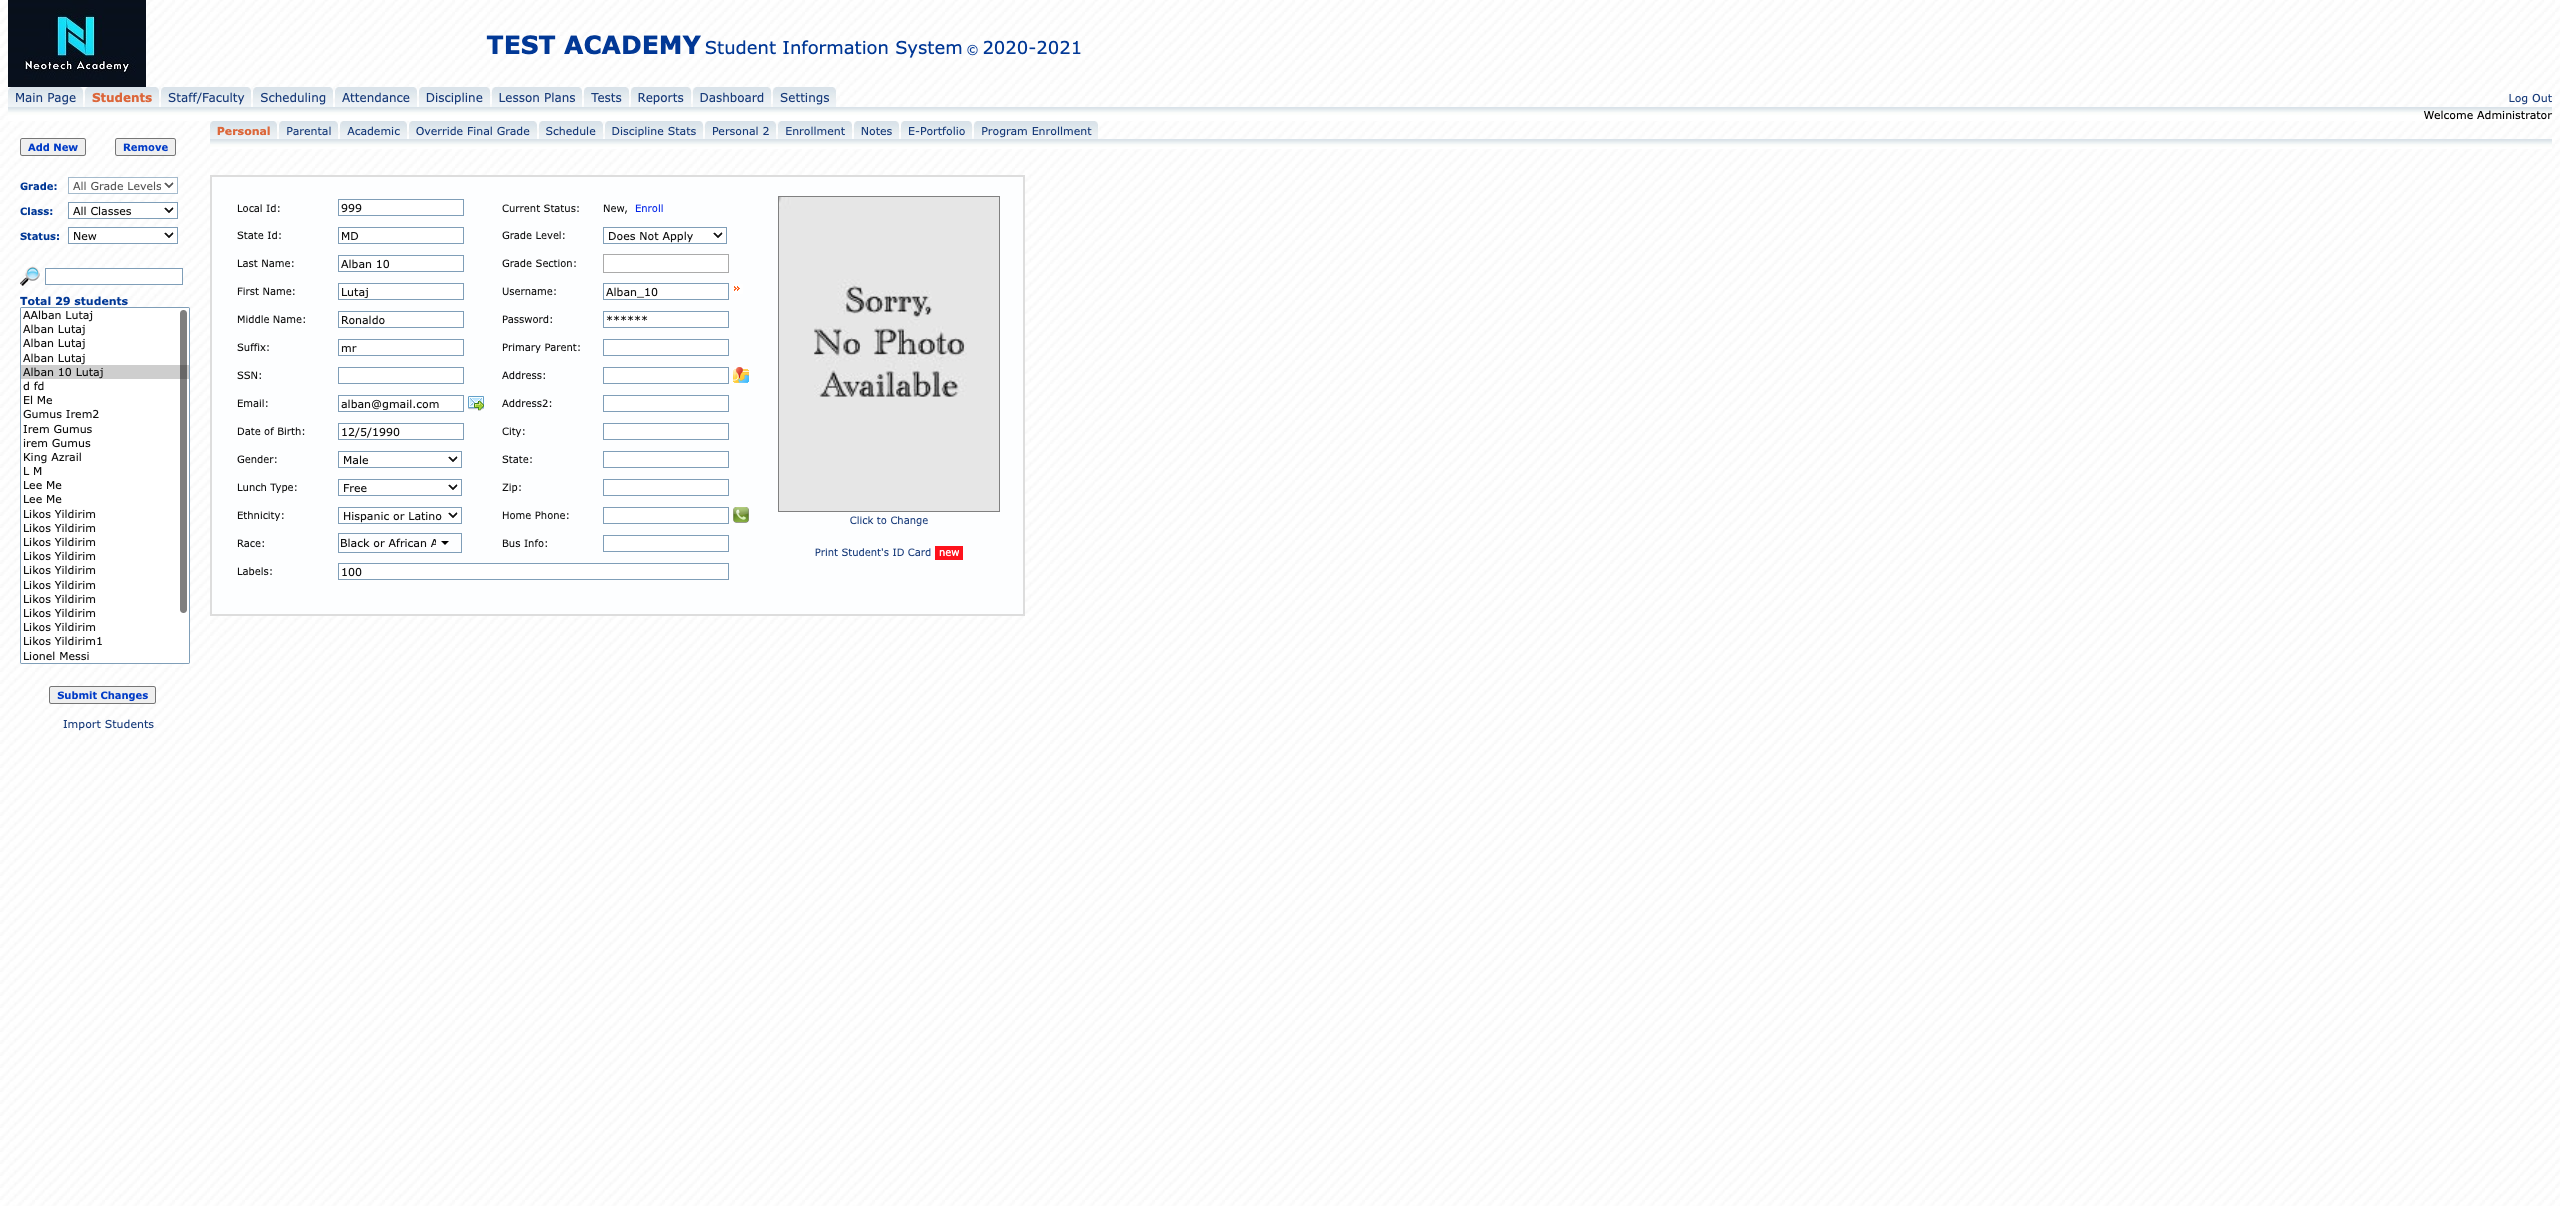 Neotech Academy
TEST ACADEMY Student Information System © 2020-2021
Main Page Students Staff/Faculty Scheduling Attendance Discipline Lesson Plans Tests Reports Dashboard Settings
Log Out
Welcome Administrator
Personal Parental Academic Override Final Grade Schedule Discipline Stats Personal 2 Enrollment Notes E-Portfolio Program Enrollment
Add New Remove
Grade: All Grade Levels
Class: All Classes
Status: New
Total 29 students
AAlban Lutaj
Alban Lutaj
Alban Lutaj
Alban Lutaj
Alban 10 Lutaj
d fd
El Me
Gumus Irem2
Irem Gumus
irem Gumus
King Azrail
L M
Lee Me
Lee Me
Likos Yildirim
Likos Yildirim
Likos Yildirim
Likos Yildirim
Likos Yildirim
Likos Yildirim
Likos Yildirim
Likos Yildirim
Likos Yildirim
Likos Yildirim1
Lionel Messi
Submit Changes
Import Students
Local Id: 999
State Id: MD
Last Name: Alban 10
First Name: Lutaj
Middle Name: Ronaldo
Suffix: mr
SSN:
Email: alban@gmail.com
Date of Birth: 12/5/1990
Gender: Male
Lunch Type: Free
Ethnicity: Hispanic or Latino
Race: Black or African A
Labels: 100
Current Status: New, Enroll
Grade Level: Does Not Apply
Grade Section:
Username: Alban_10 »
Password: ******
Primary Parent:
Address:
Address2:
City:
State:
Zip:
Home Phone:
Bus Info:
Sorry,
No Photo
Available
Click to Change
Print Student's ID Card new